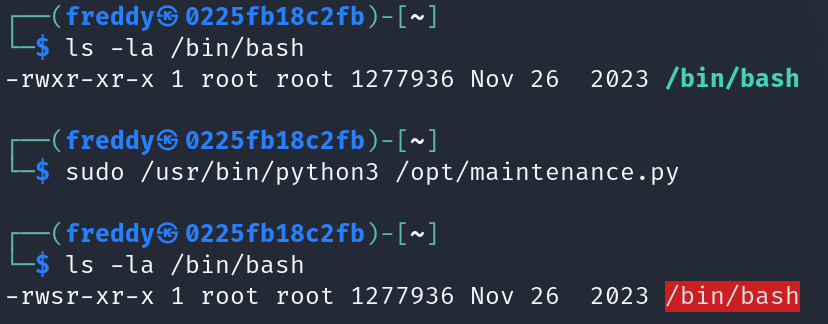 ┌──(freddy㉿0225fb18c2fb)-[~]
└─$ ls -la /bin/bash
-rwxr-xr-x 1 root root 1277936 Nov 26  2023 /bin/bash
┌──(freddy㉿0225fb18c2fb)-[~]
└─$ sudo /usr/bin/python3 /opt/maintenance.py
┌──(freddy㉿0225fb18c2fb)-[~]
└─$ ls -la /bin/bash
-rwsr-xr-x 1 root root 1277936 Nov 26  2023 /bin/bash